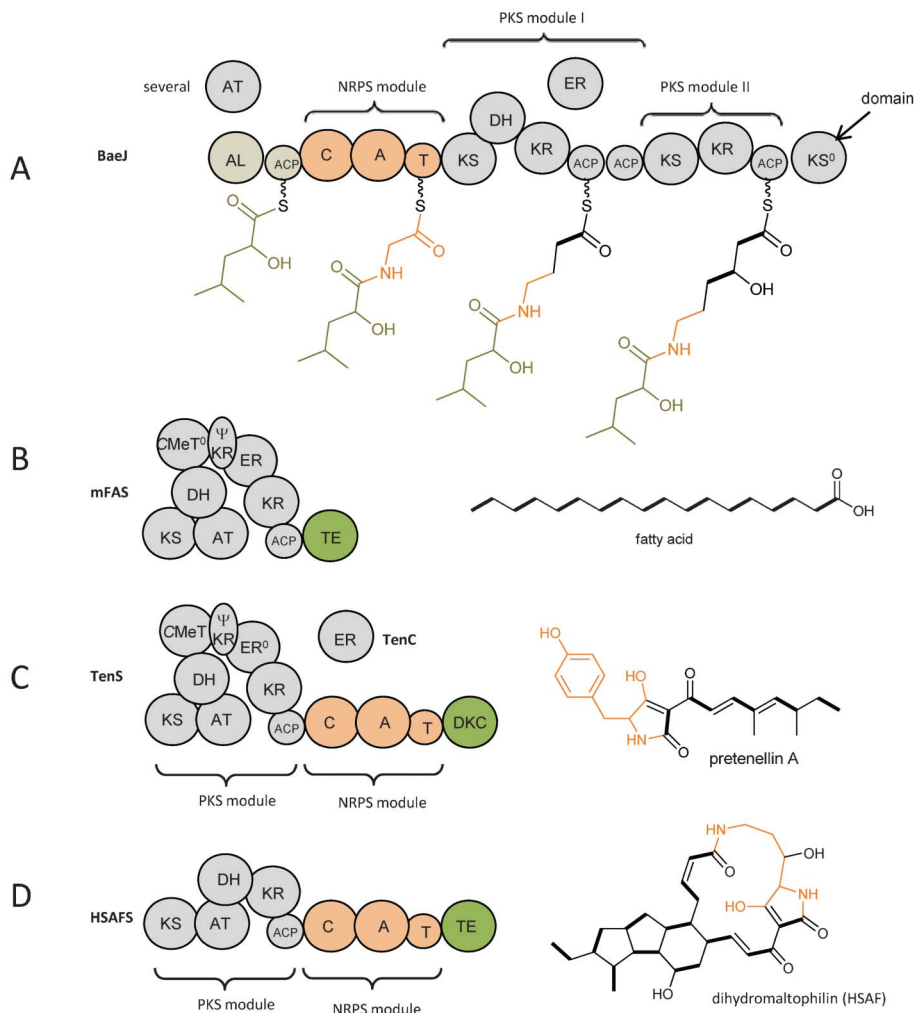 PKS module I
several
AT
NRPS module
ER
PKS module II
domain
A
BaeJ
AL
ACP
C
A
T
KS
DH
KR
ACP
ACP
KS
KR
ACP
KS⁰
S
S
S
S
O
OH
O
HN
O
OH
O
O
NH
OH
O
OH
O
NH
OH
B
mFAS
CMeT⁰
Ψ
KR
ER
DH
KR
KS
AT
ACP
TE
O
OH
fatty acid
C
TenS
CMeT
Ψ
KR
ER⁰
ER
TenC
DH
KR
KS
AT
ACP
C
A
T
DKC
HO
HO
O
HN
O
pretenellin A
PKS module
NRPS module
D
HSAFS
DH
KR
KS
AT
ACP
C
A
T
TE
HN
O
OH
HO
NH
O
O
HO
dihydromaltophilin (HSAF)
PKS module
NRPS module